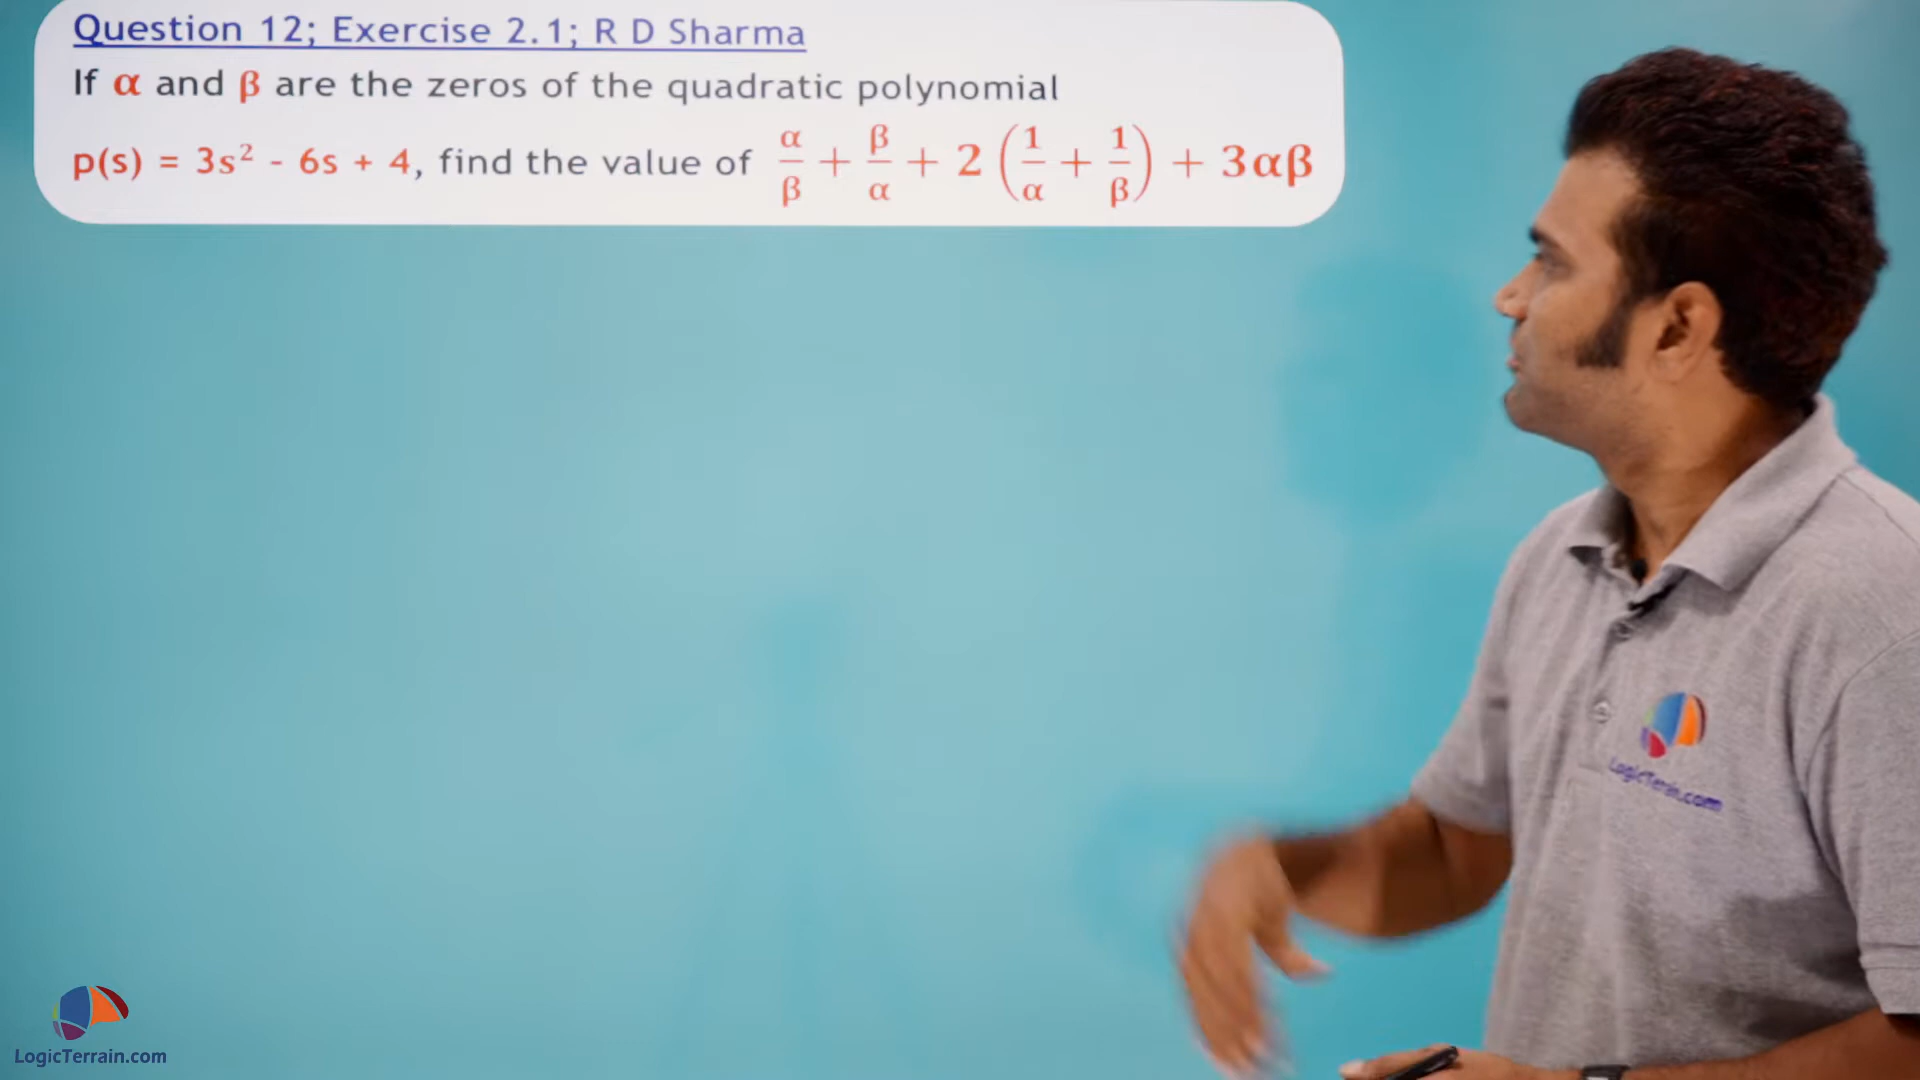 Question 12; Exercise 2.1; R D Sharma
If α and β are the zeros of the quadratic polynomial
p(s) = 3s² - 6s + 4, find the value of α/β + β/α + 2 (1/α + 1/β) + 3αβ
LogicTerrain.com
LogicTerrain.com